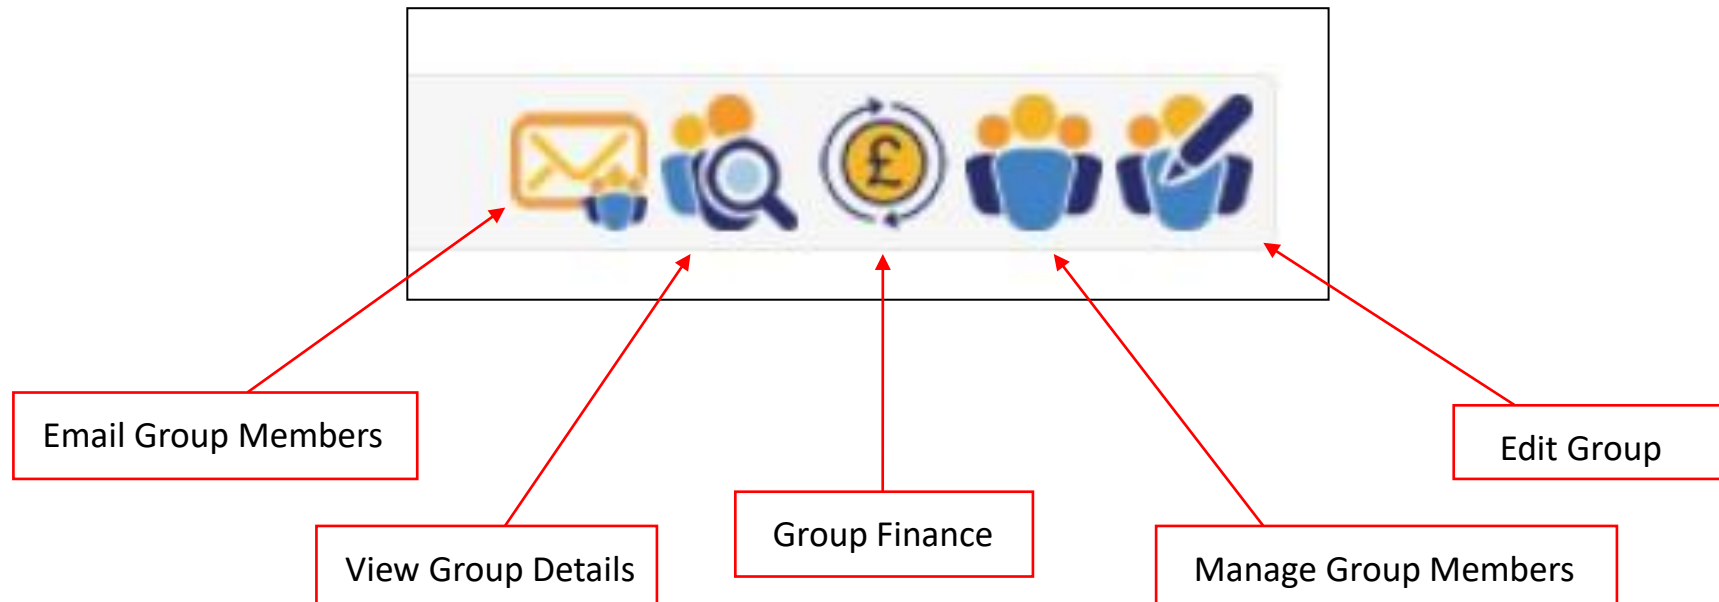 £
Email Group Members
Edit Group
Group Finance
View Group Details
Manage Group Members